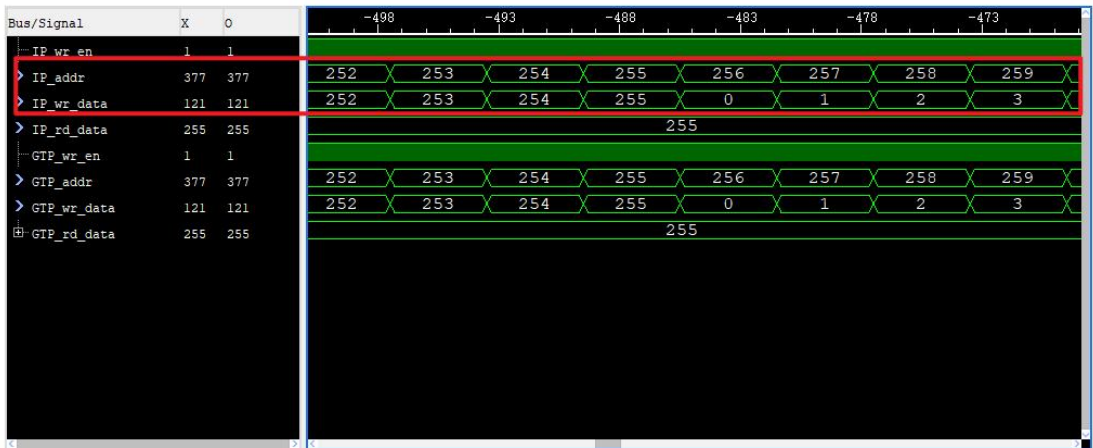 Bus/Signal X O -498 -493 -488 -483 -478 -473
IP_wr_en 1 1
IP_addr 377 377 252 253 254 255 256 257 258 259
IP_wr_data 121 121 252 253 254 255 0 1 2 3
IP_rd_data 255 255 255
GTP_wr_en 1 1
GTP_addr 377 377 252 253 254 255 256 257 258 259
GTP_wr_data 121 121 252 253 254 255 0 1 2 3
GTP_rd_data 255 255 255